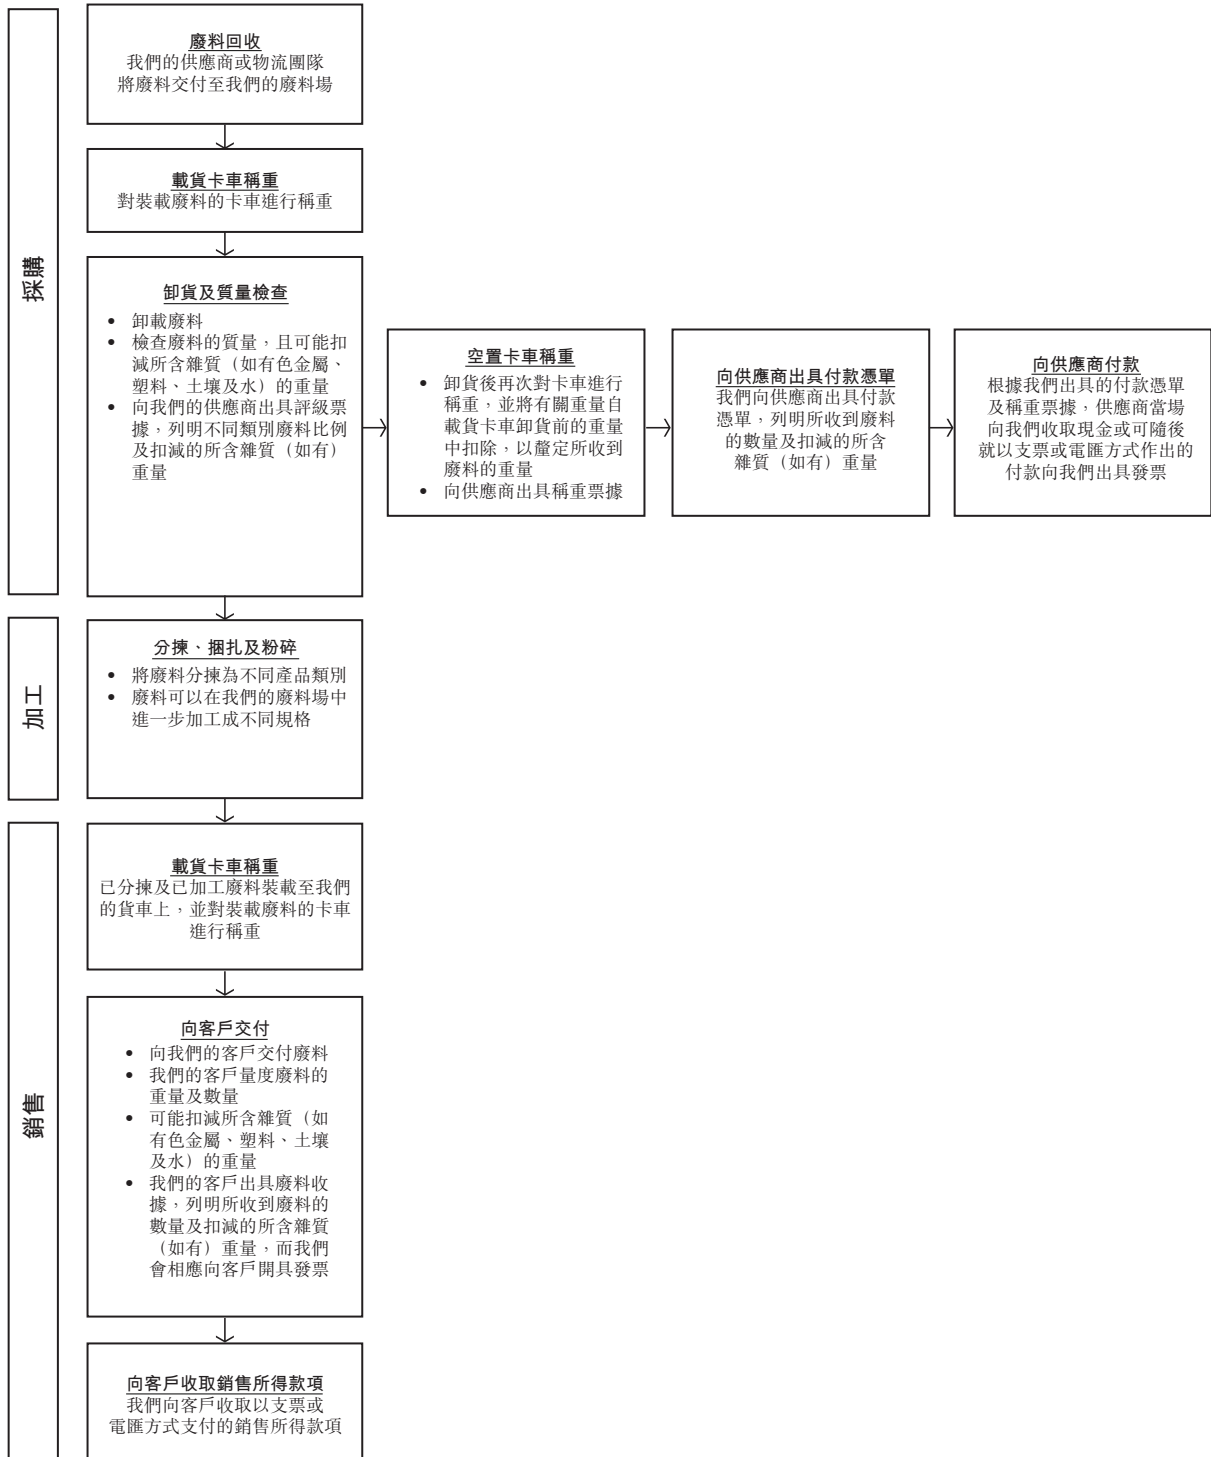 採購
廢料回收
我們的供應商或物流團隊
將廢料交付至我們的廢料場
載貨卡車稱重
對裝載廢料的卡車進行稱重
卸貨及質量檢查
• 卸載廢料
• 檢查廢料的質量，且可能扣
減所含雜質（如有色金屬、
塑料、土壤及水）的重量
• 向我們的供應商出具評級票
據，列明不同類別廢料比例
及扣減的所含雜質（如有）
重量
空置卡車稱重
• 卸貨後再次對卡車進行
稱重，並將有關重量自
載貨卡車卸貨前的重量
中扣除，以釐定所收到
廢料的重量
• 向供應商出具稱重票據
向供應商出具付款憑單
我們向供應商出具付款
憑單，列明所收到廢料
的數量及扣減的所含
雜質（如有）重量
向供應商付款
根據我們出具的付款憑單
及稱重票據，供應商當場
向我們收取現金或可隨後
就以支票或電匯方式作出的
付款向我們出具發票
加工
分揀、捆扎及粉碎
• 將廢料分揀為不同產品類別
• 廢料可以在我們的廢料場中
進一步加工成不同規格
銷售
載貨卡車稱重
已分揀及已加工廢料裝載至我們
的貨車上，並對裝載廢料的卡車
進行稱重
向客戶交付
• 向我們的客戶交付廢料
• 我們的客戶量度廢料的
重量及數量
• 可能扣減所含雜質（如
有色金屬、塑料、土壤
及水）的重量
• 我們的客戶出具廢料收
據，列明所收到廢料的
數量及扣減的所含雜質
（如有）重量，而我們
會相應向客戶開具發票
向客戶收取銷售所得款項
我們向客戶收取以支票或
電匯方式支付的銷售所得款項